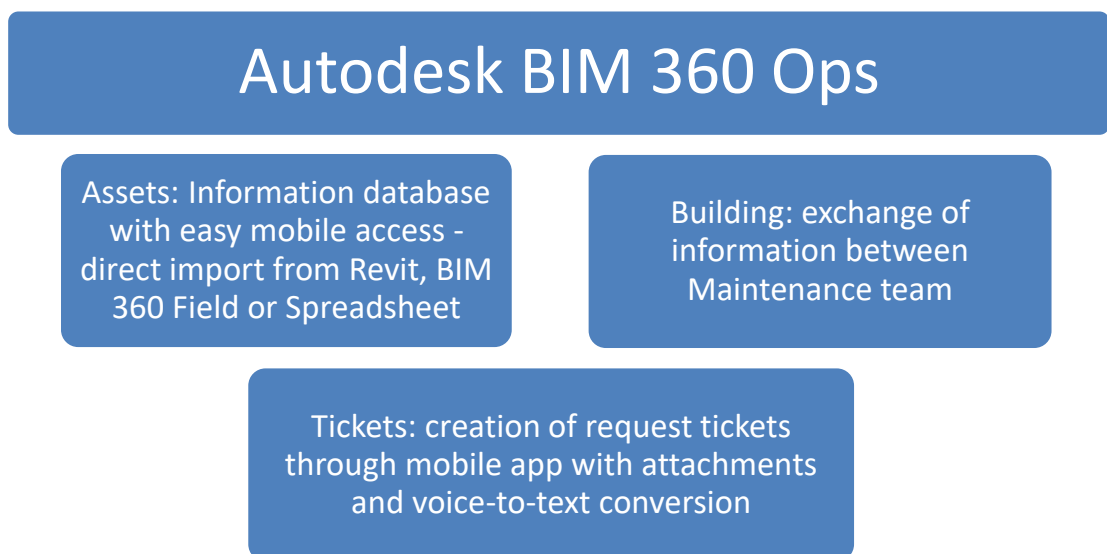 Autodesk BIM 360 Ops
Assets: Information database
with easy mobile access -
direct import from Revit, BIM
360 Field or Spreadsheet
Building: exchange of
information between
Maintenance team
Tickets: creation of request tickets
through mobile app with attachments
and voice-to-text conversion